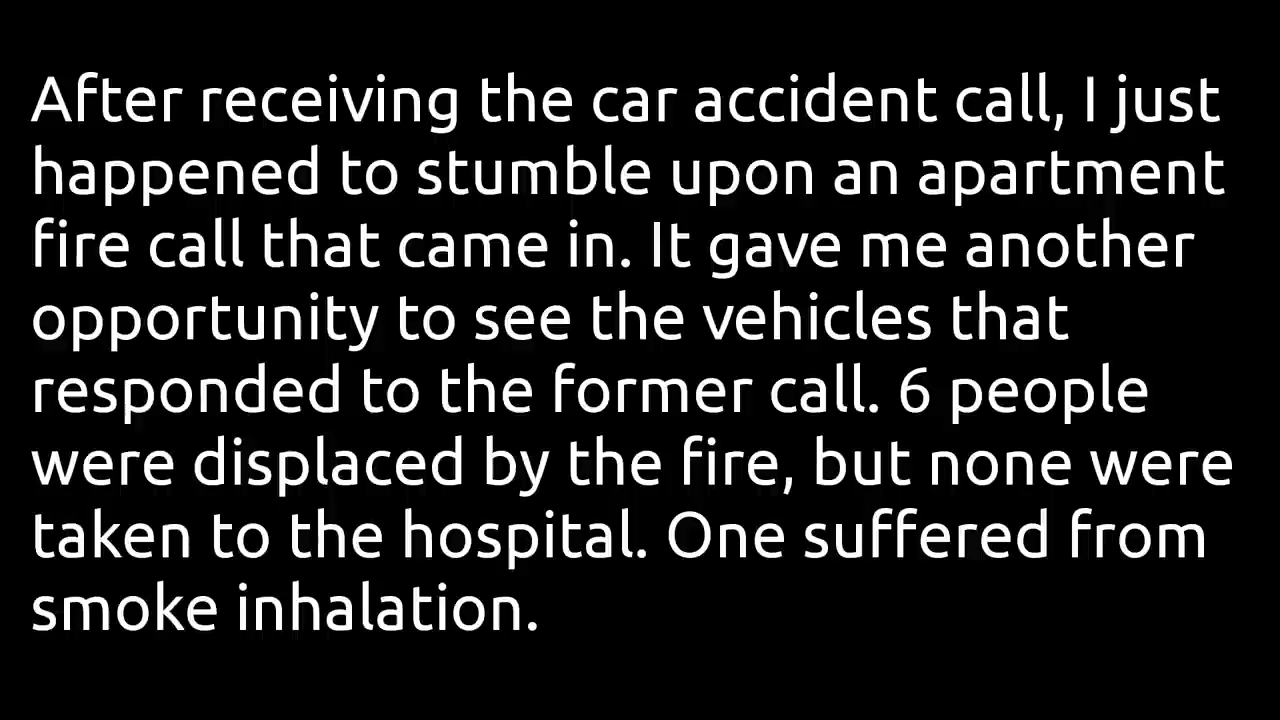 After receiving the car accident call, I just
happened to stumble upon an apartment
fire call that came in. It gave me another
opportunity to see the vehicles that
responded to the former call. 6 people
were displaced by the fire, but none were
taken to the hospital. One suffered from
smoke inhalation.